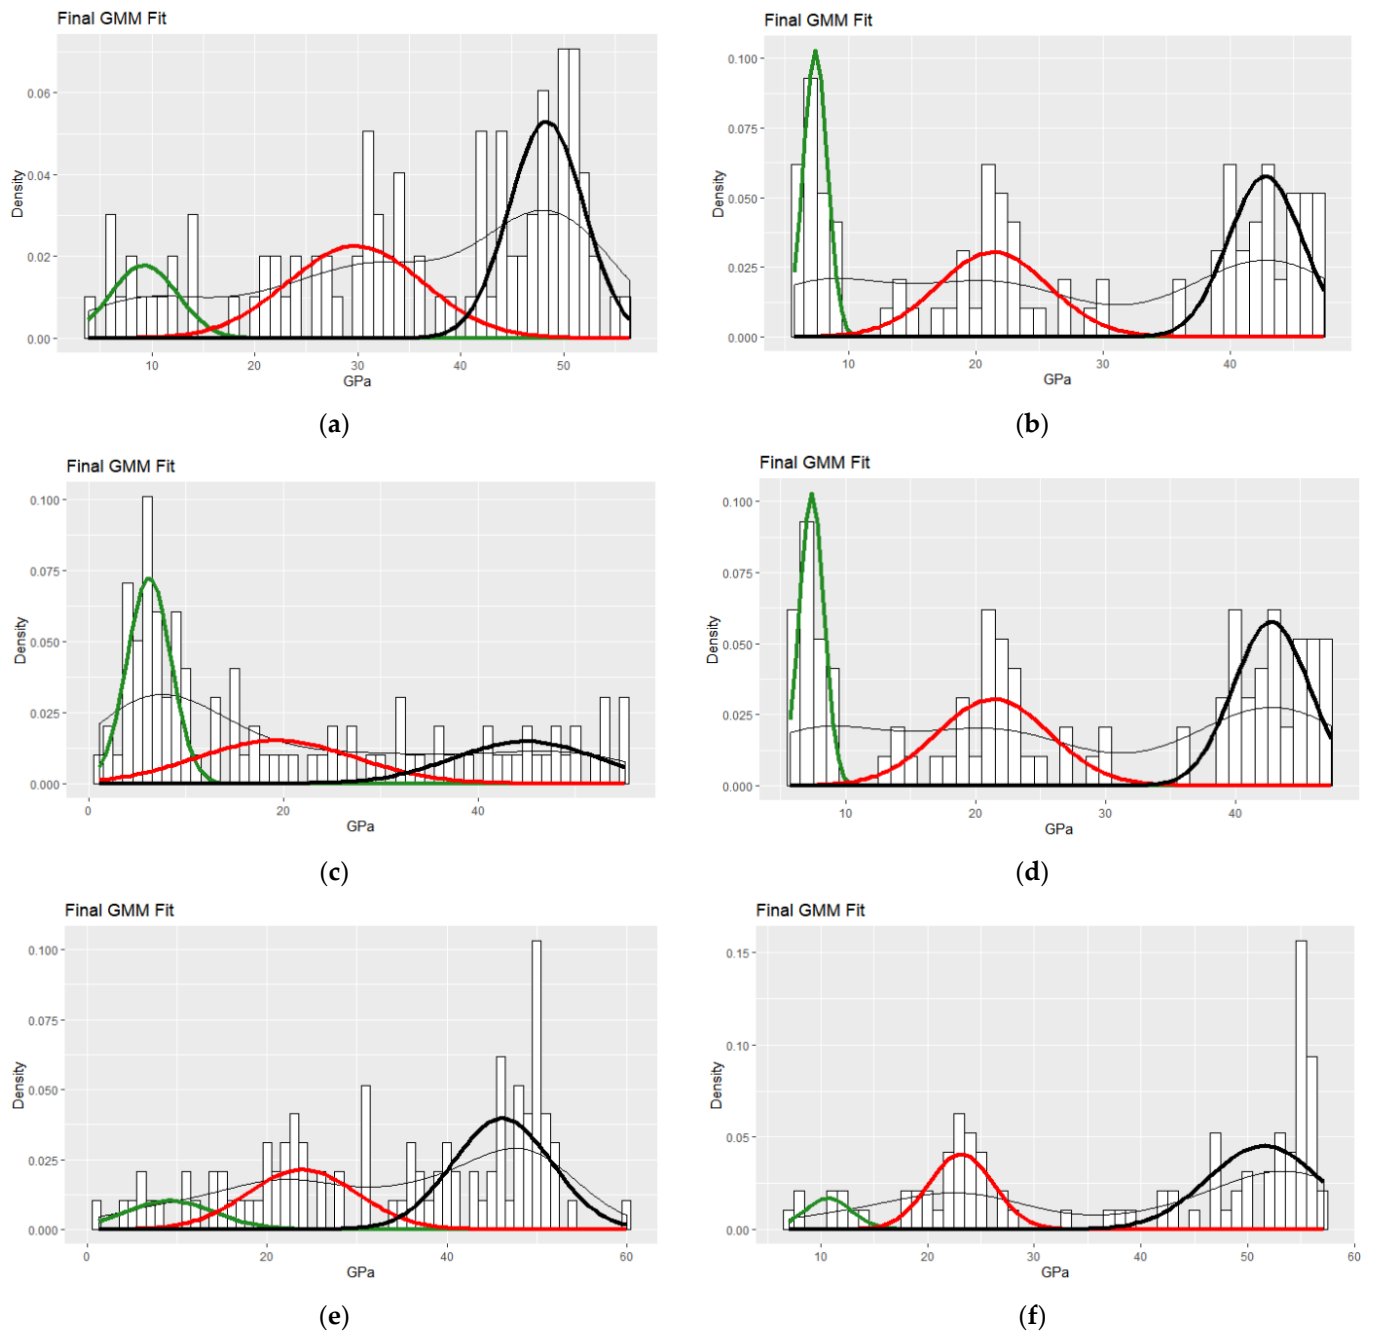 Final GMM Fit
Density
0.06
0.04
0.02
0.00
10 20 30 40 50
GPa
(a)
Final GMM Fit
Density
0.100
0.075
0.050
0.025
0.000
10 20 30 40
GPa
(b)
Final GMM Fit
Density
0.100
0.075
0.050
0.025
0.000
0 20 40
GPa
(c)
Final GMM Fit
Density
0.100
0.075
0.050
0.025
0.000
10 20 30 40
GPa
(d)
Final GMM Fit
Density
0.100
0.075
0.050
0.025
0.000
0 20 40 60
GPa
(e)
Final GMM Fit
Density
0.15
0.10
0.05
0.00
10 20 30 40 50 60
GPa
(f)